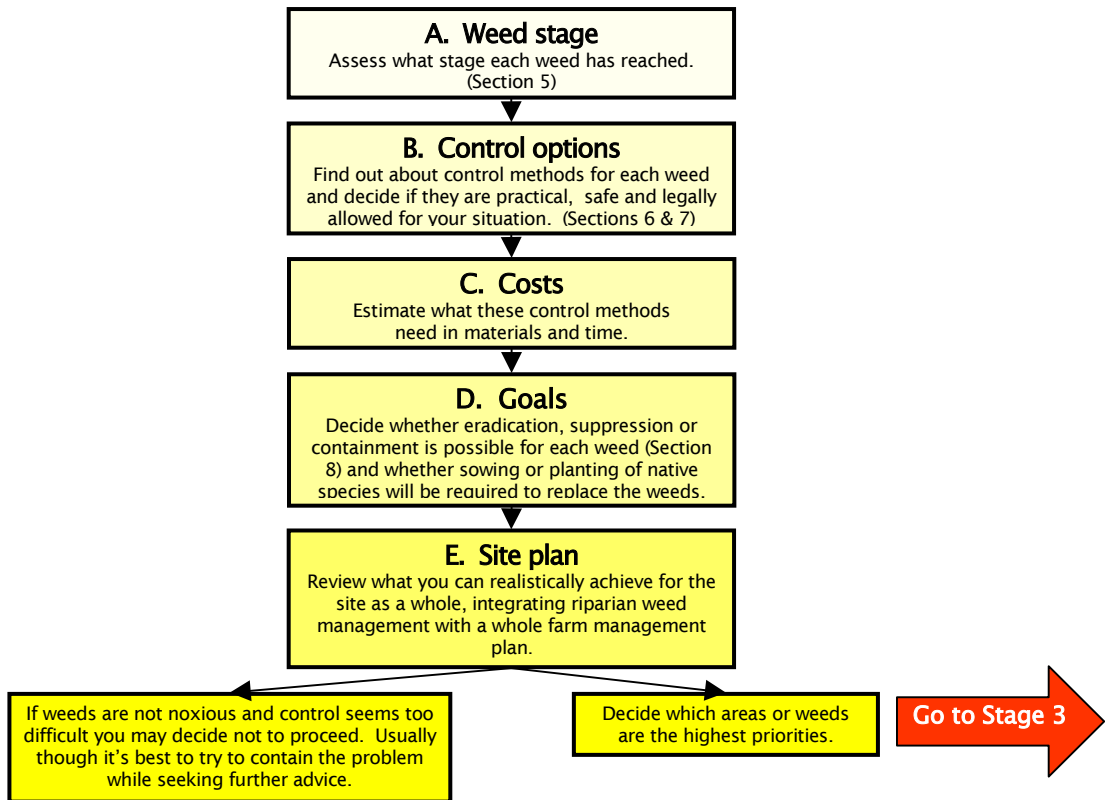 A. Weed stage
Assess what stage each weed has reached.
(Section 5)
B. Control options
Find out about control methods for each weed
and decide if they are practical, safe and legally
allowed for your situation. (Sections 6 & 7)
C. Costs
Estimate what these control methods
need in materials and time.
D. Goals
Decide whether eradication, suppression or
containment is possible for each weed (Section
8) and whether sowing or planting of native
species will be required to replace the weeds.
E. Site plan
Review what you can realistically achieve for the
site as a whole, integrating riparian weed
management with a whole farm management
plan.
If weeds are not noxious and control seems too
difficult you may decide not to proceed. Usually
though it's best to try to contain the problem
while seeking further advice.
Decide which areas or weeds
are the highest priorities.
Go to Stage 3